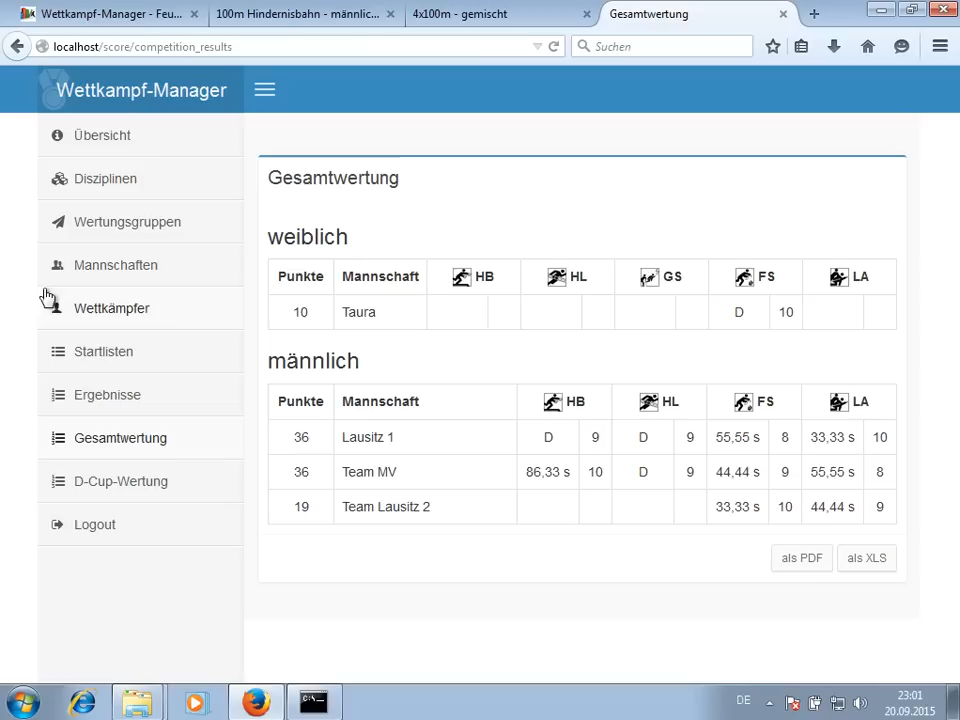 Wettkampf-Manager - Feu...
100m Hindernisbahn - männlic...
4x100m - gemischt
Gesamtwertung
localhost/score/competition_results
Suchen
Wettkampf-Manager
Übersicht
Disziplinen
Wertungsgruppen
Mannschaften
Wettkämpfer
Startlisten
Ergebnisse
Gesamtwertung
D-Cup-Wertung
Logout
Gesamtwertung
weiblich
Punkte Mannschaft HB HL GS FS LA
10 Taura D 10
männlich
Punkte Mannschaft HB HL FS LA
36 Lausitz 1 D 9 D 9 55,55 s 8 33,33 s 10
36 Team MV 86,33 s 10 D 9 44,44 s 9 55,55 s 8
19 Team Lausitz 2 33,33 s 10 44,44 s 9
als PDF als XLS
DE
23:01
20.09.2015